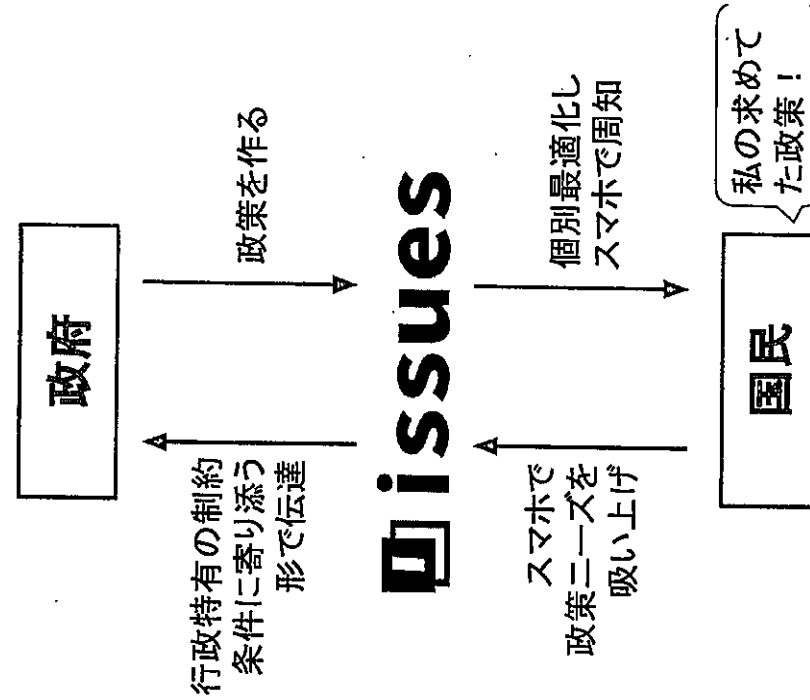 政府
行政特有の制約
条件に寄り添う
形で伝達
政策を作る
issues
スマホで
政策ニーズを
吸い上げ
個別最適化し
スマホで周知
国民
私の求めて
た政策！